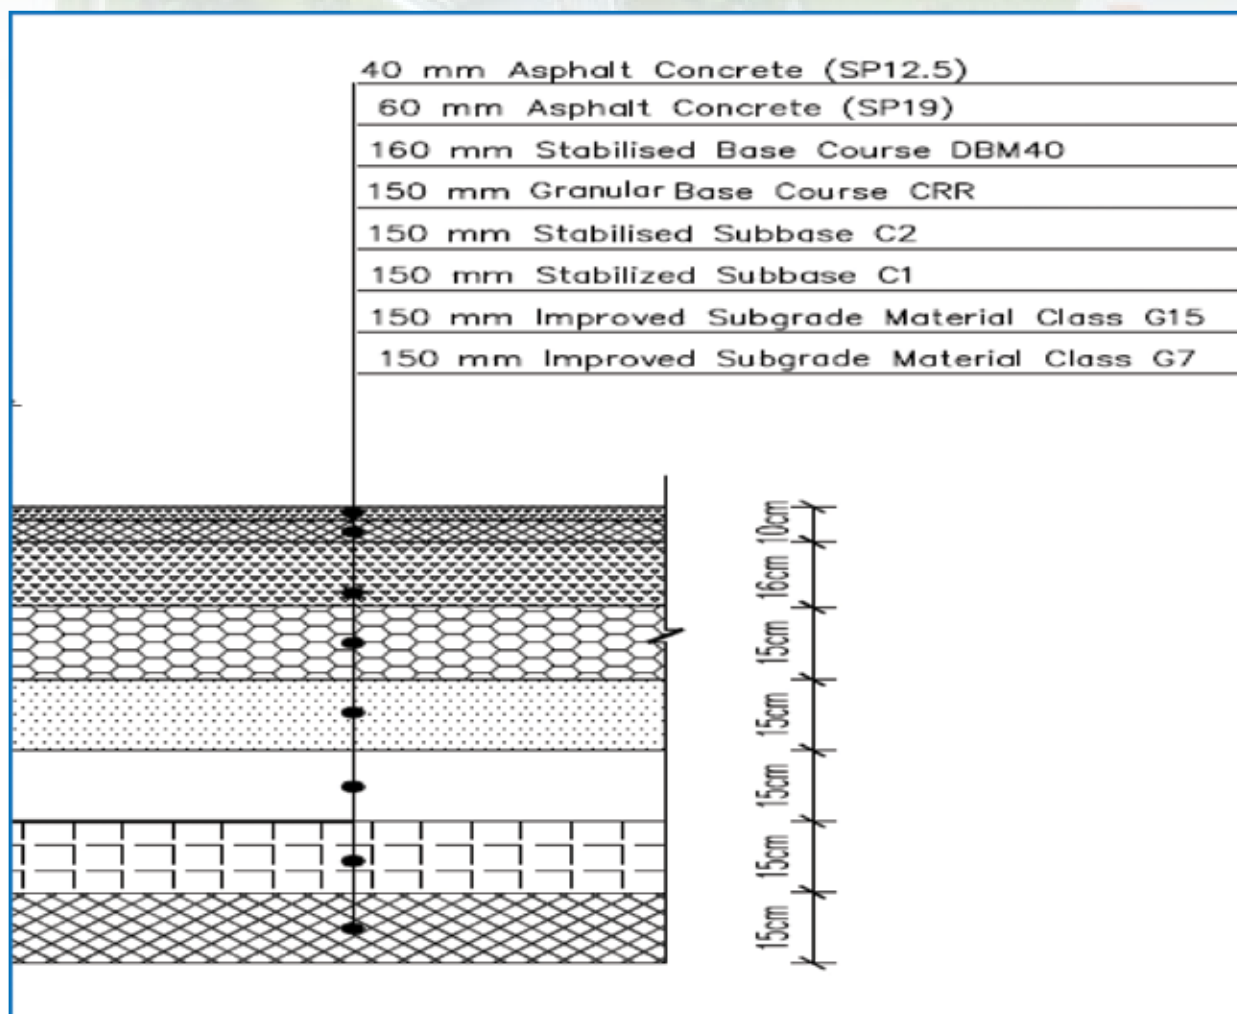 40 mm Asphalt Concrete (SP12.5)
60 mm Asphalt Concrete (SP19)
160 mm Stabilised Base Course DBM40
150 mm Granular Base Course CRR
150 mm Stabilised Subbase C2
150 mm Stabilized Subbase C1
150 mm Improved Subgrade Material Class G15
150 mm Improved Subgrade Material Class G7
10cm
16cm
15cm
15cm
15cm
15cm
15cm